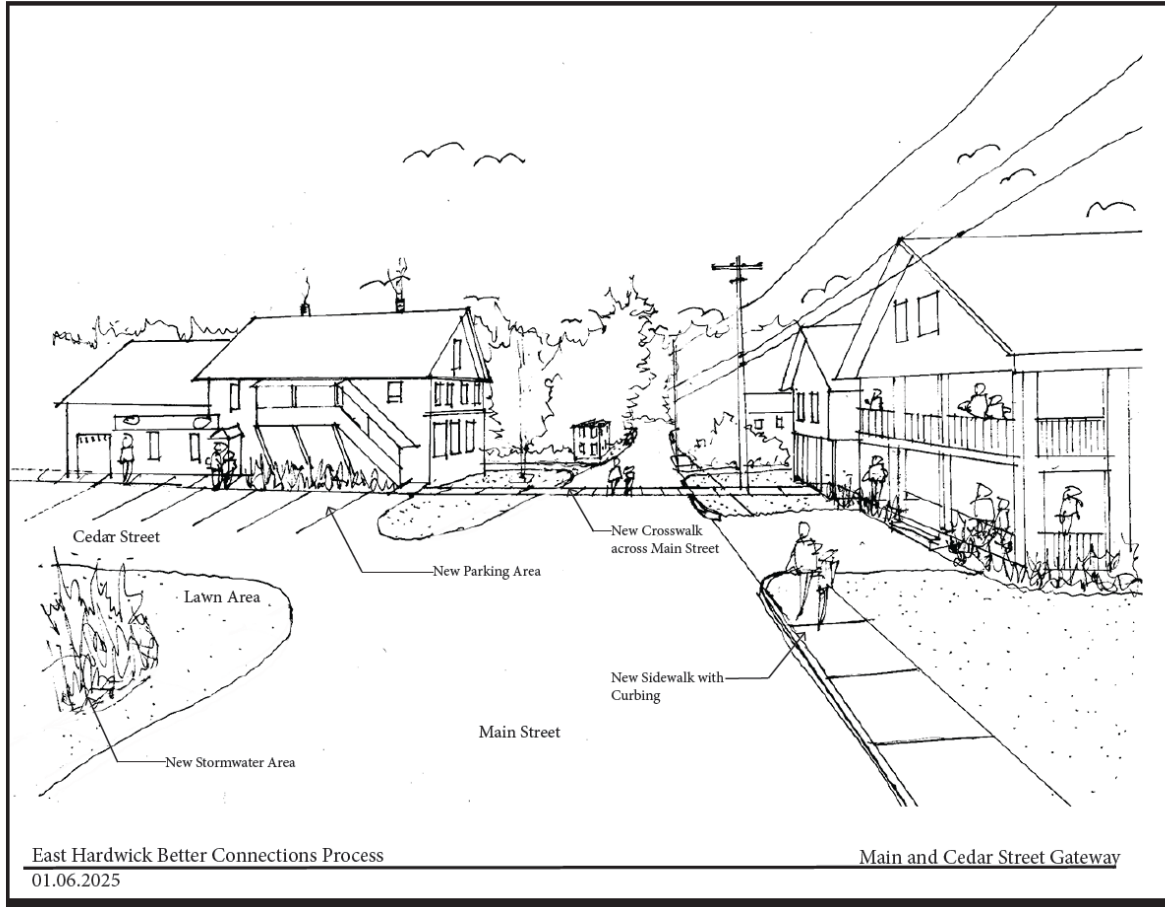 Cedar Street
New Crosswalk
across Main Street
New Parking Area
Lawn Area
New Sidewalk with
Curbing
Main Street
New Stormwater Area
East Hardwick Better Connections Process
Main and Cedar Street Gateway
01.06.2025